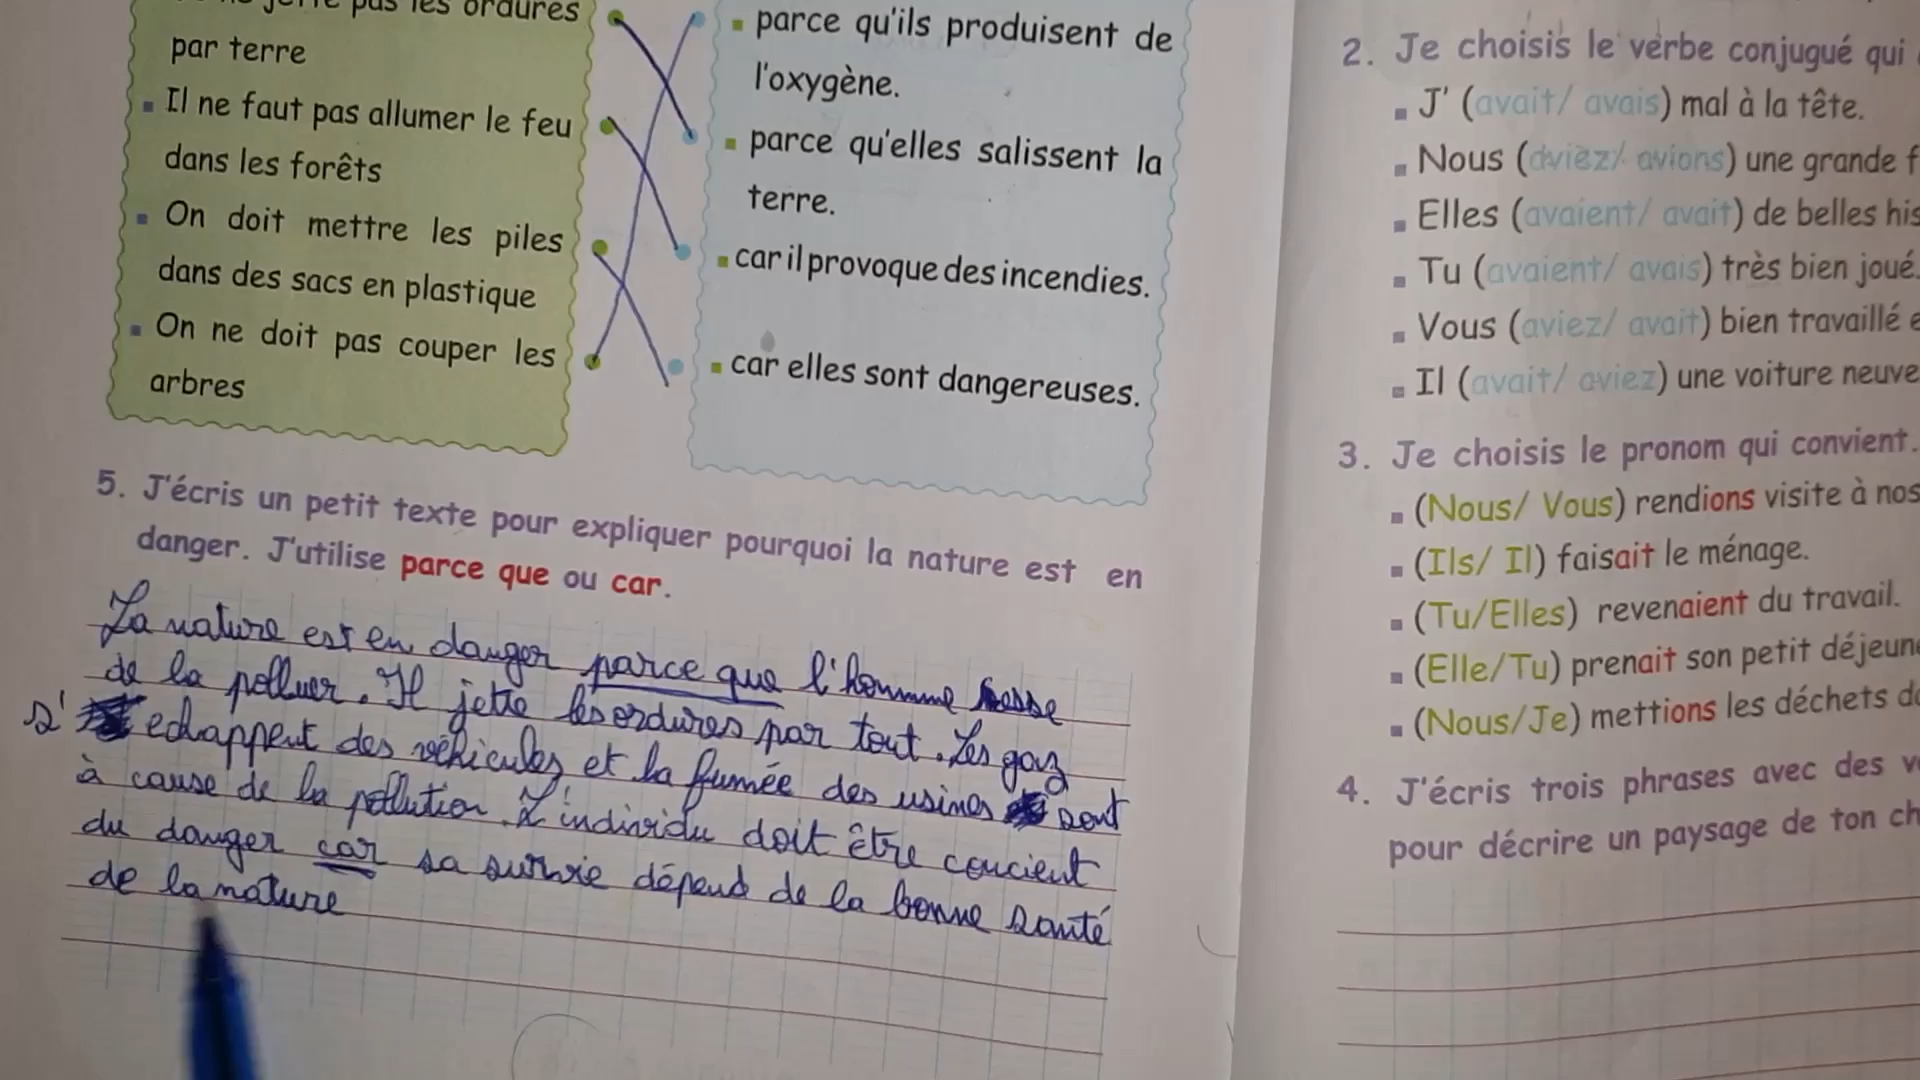 pas les ordures
par terre
▪ Il ne faut pas allumer le feu
dans les forêts
▪ On doit mettre les piles
dans des sacs en plastique
▪ On ne doit pas couper les
arbres
▪ parce qu'ils produisent de
l'oxygène.
▪ parce qu'elles salissent la
terre.
▪ car il provoque des incendies.
▪ car elles sont dangereuses.
5. J'écris un petit texte pour expliquer pourquoi la nature est en
danger. J'utilise parce que ou car.
La nature est en danger parce que l'homme sesse
de la polluer. Il jette les ordures par tout. Les gaz
s' echappent des véhicules et la fumée des usines sont
à cause de la pollution. L'individu doit être concient
du danger car sa survie dépend de la bonne santé
de la nature
2. Je choisis le verbe conjugué qui
▪ J' (avait/ avais) mal à la tête.
▪ Nous (aviez/ avions) une grande f
▪ Elles (avaient/ avait) de belles his
▪ Tu (avaient/ avais) très bien joué.
▪ Vous (aviez/ avait) bien travaillé e
▪ Il (avait/ aviez) une voiture neuve
3. Je choisis le pronom qui convient.
▪ (Nous/ Vous) rendions visite à nos
▪ (Ils/ Il) faisait le ménage.
▪ (Tu/Elles) revenaient du travail.
▪ (Elle/Tu) prenait son petit déjeune
▪ (Nous/Je) mettions les déchets da
4. J'écris trois phrases avec des ve
pour décrire un paysage de ton ch